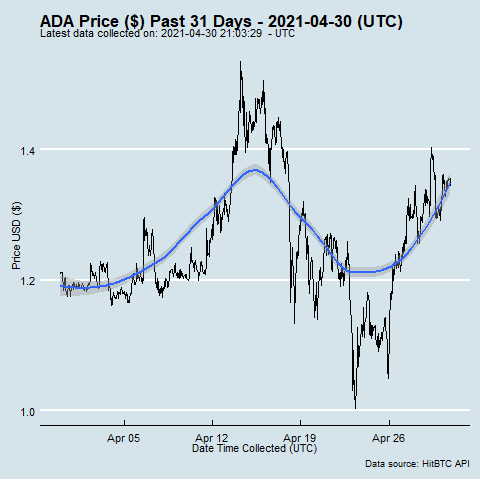 ADA Price ($) Past 31 Days - 2021-04-30 (UTC)
Latest data collected on: 2021-04-30 21:03:29 - UTC
Price USD ($)
1.4
1.2
1.0
Apr 05 Apr 12 Apr 19 Apr 26
Date Time Collected (UTC)
Data source: HitBTC API